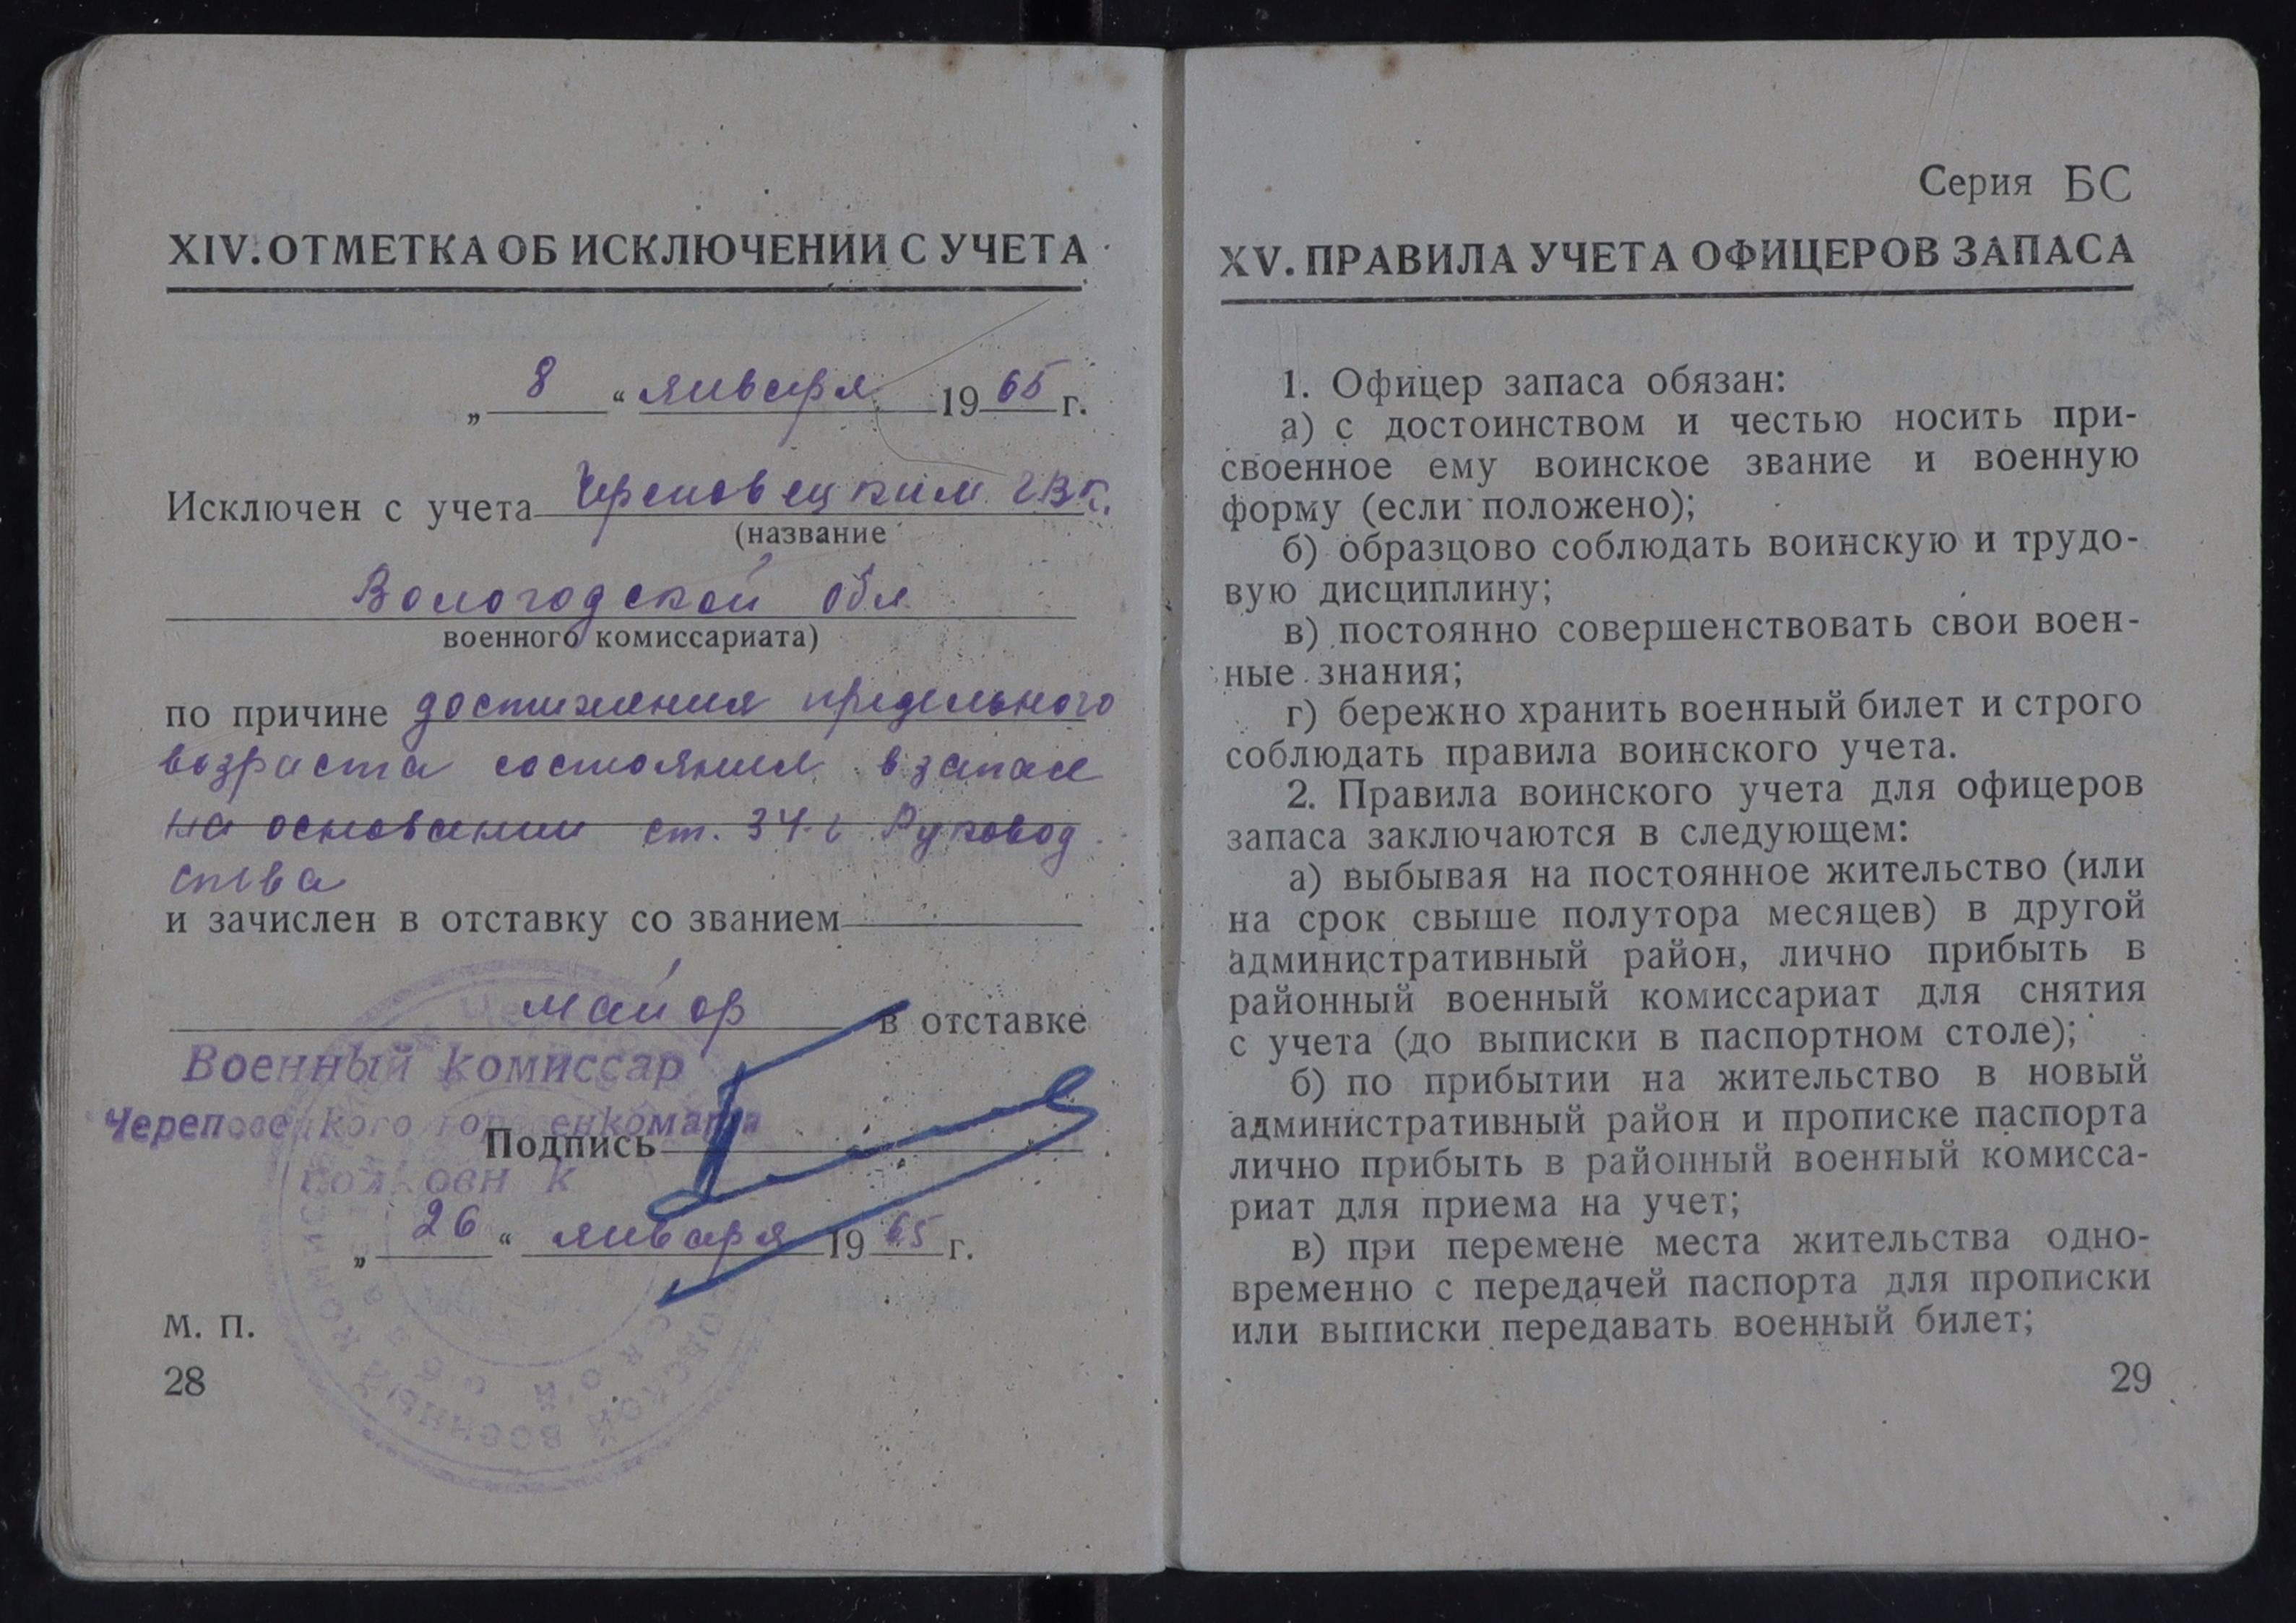 XIV. ОТМЕТКА ОБ ИСКЛЮЧЕНИИ С УЧЕТА
„ 8 “ января 1965 г.
Исключен с учета Череповецким ГВК.
(название
Вологодской обл
военного комиссариата)
по причине достижения предельного
возраста состояния в запасе
на основании ст. 34-г Руковод
ства
и зачислен в отставку со званием
майор в отставке
Военный комиссар
Череповецкого горвоенкомата
полковник
Подпись
„ 26 “ января 1965 г.
М. П.
28
Серия БС
XV. ПРАВИЛА УЧЕТА ОФИЦЕРОВ ЗАПАСА
1. Офицер запаса обязан:
а) с достоинством и честью носить при-
своенное ему воинское звание и военную
форму (если положено);
б) образцово соблюдать воинскую и трудо-
вую дисциплину;
в) постоянно совершенствовать свои воен-
ные знания;
г) бережно хранить военный билет и строго
соблюдать правила воинского учета.
2. Правила воинского учета для офицеров
запаса заключаются в следующем:
а) выбывая на постоянное жительство (или
на срок свыше полутора месяцев) в другой
административный район, лично прибыть в
районный военный комиссариат для снятия
с учета (до выписки в паспортном столе);
б) по прибытии на жительство в новый
административный район и прописке паспорта
лично прибыть в районный военный комисса-
риат для приема на учет;
в) при перемене места жительства одно-
временно с передачей паспорта для прописки
или выписки передавать военный билет;
29